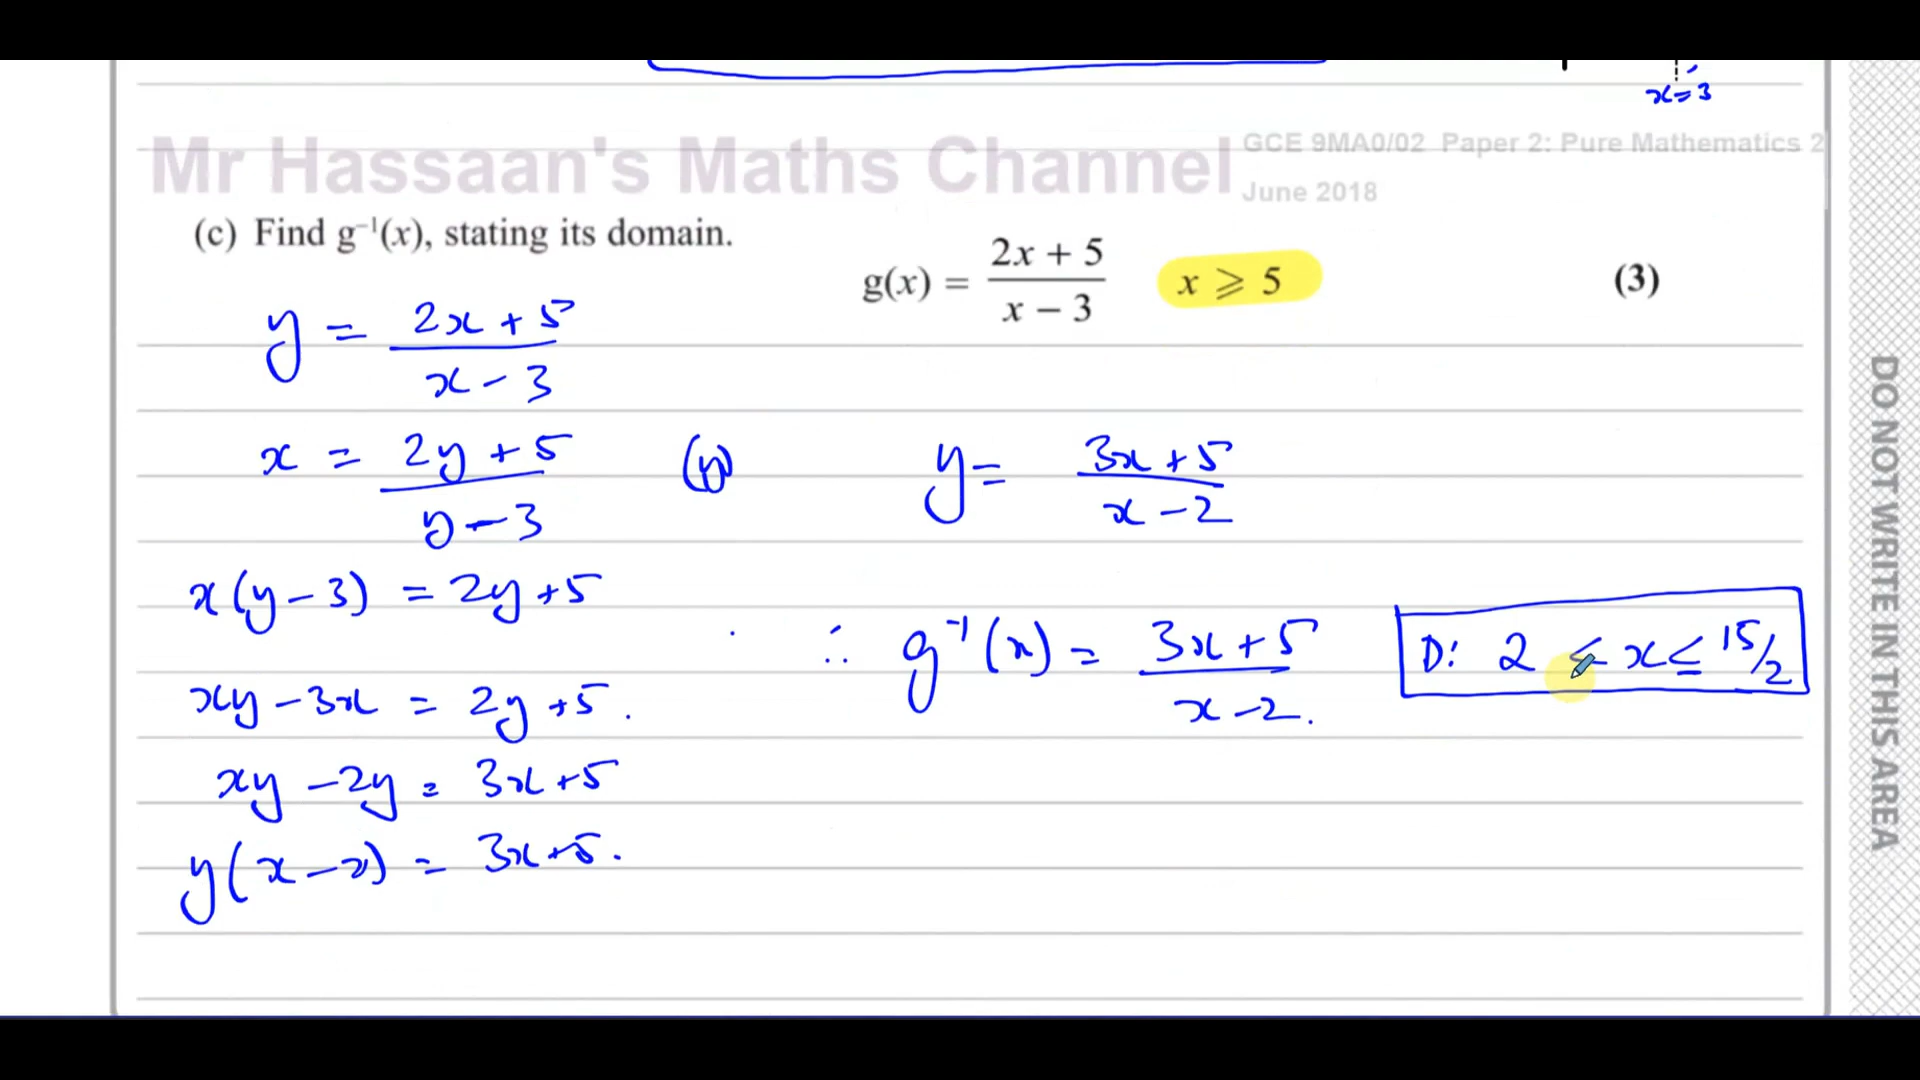 x=3
Mr Hassaan's Maths Channel
GCE 9MA0/02 Paper 2: Pure Mathematics 2
June 2018
(c) Find g⁻¹(x), stating its domain.
g(x) = (2x + 5)/(x − 3)   x ⩾ 5   (3)
y = (2x + 5)/(x − 3)
x = (2y + 5)/(y − 3)
x(y − 3) = 2y + 5
xy − 3x = 2y + 5.
xy − 2y = 3x + 5
y(x − 2) = 3x + 5.
y = (3x + 5)/(x − 2)
∴ g⁻¹(x) = (3x + 5)/(x − 2).
D: 2 ≤ x ≤ 15/2
DO NOT WRITE IN THIS AREA